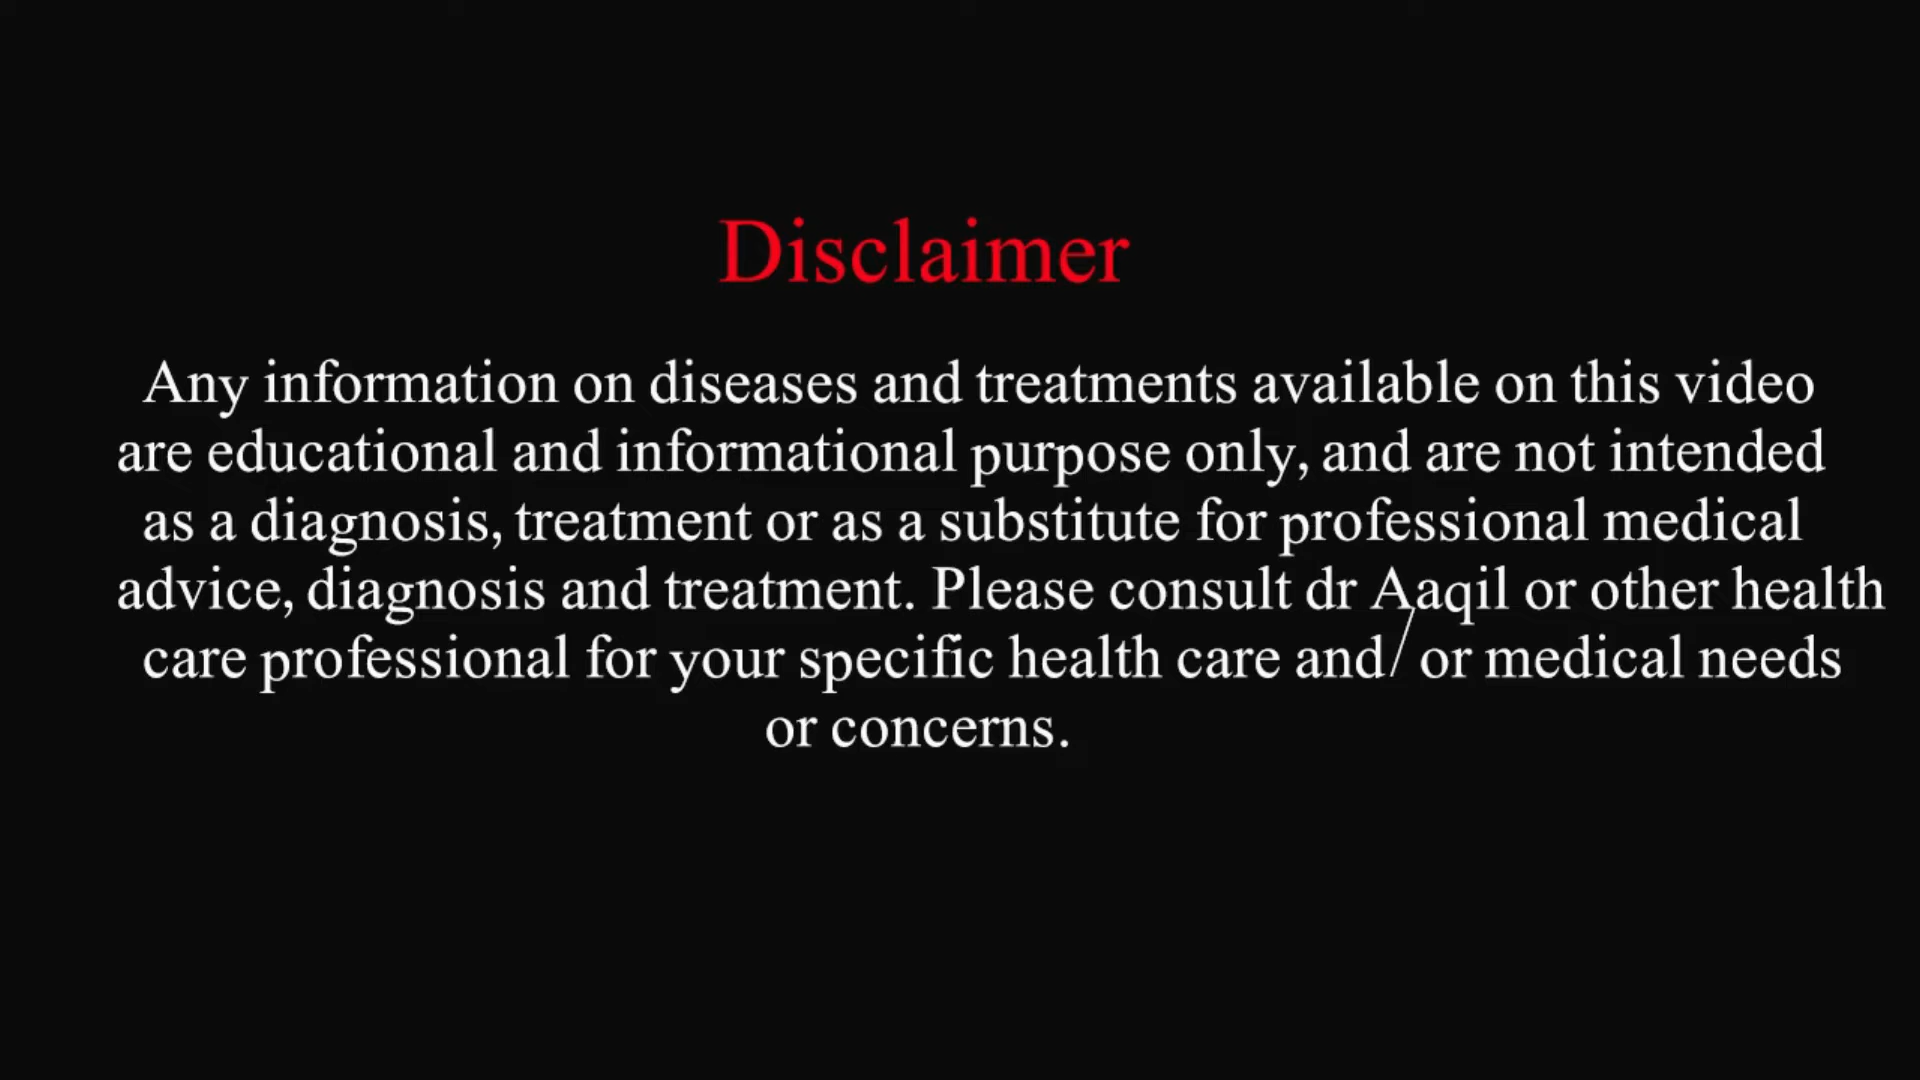 Disclaimer
Any information on diseases and treatments available on this video
are educational and informational purpose only, and are not intended
as a diagnosis, treatment or as a substitute for professional medical
advice, diagnosis and treatment. Please consult dr Aaqil or other health
care professional for your specific health care and/ or medical needs
or concerns.